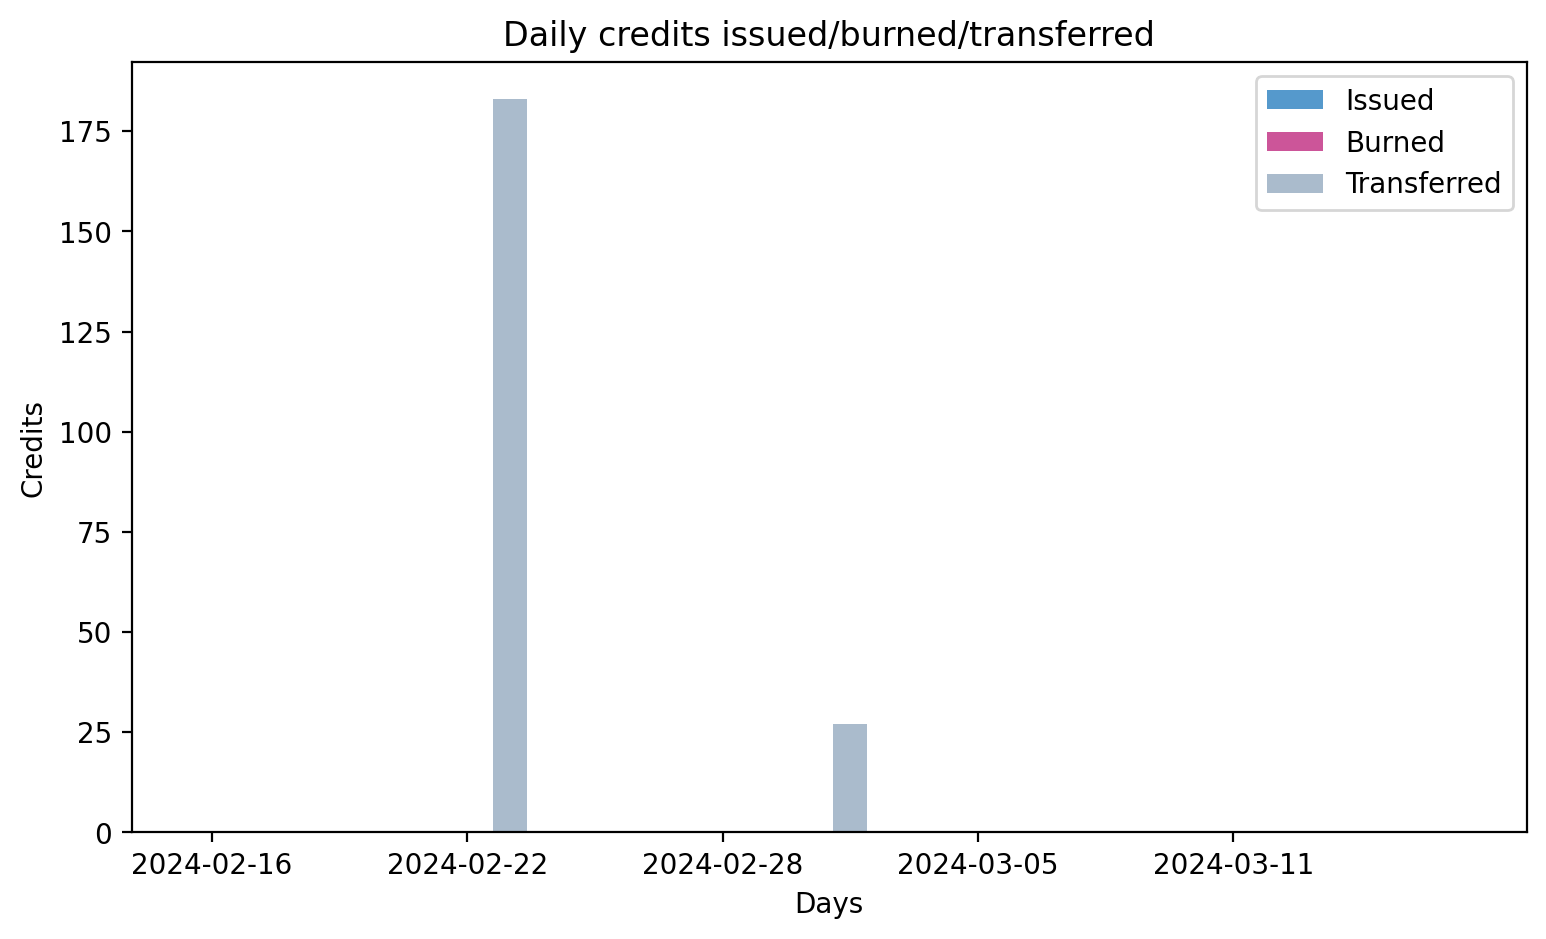 Daily credits issued/burned/transferred
Issued
Burned
Transferred
175
150
125
100
75
50
25
0
Credits
2024-02-16
2024-02-22
2024-02-28
2024-03-05
2024-03-11
Days